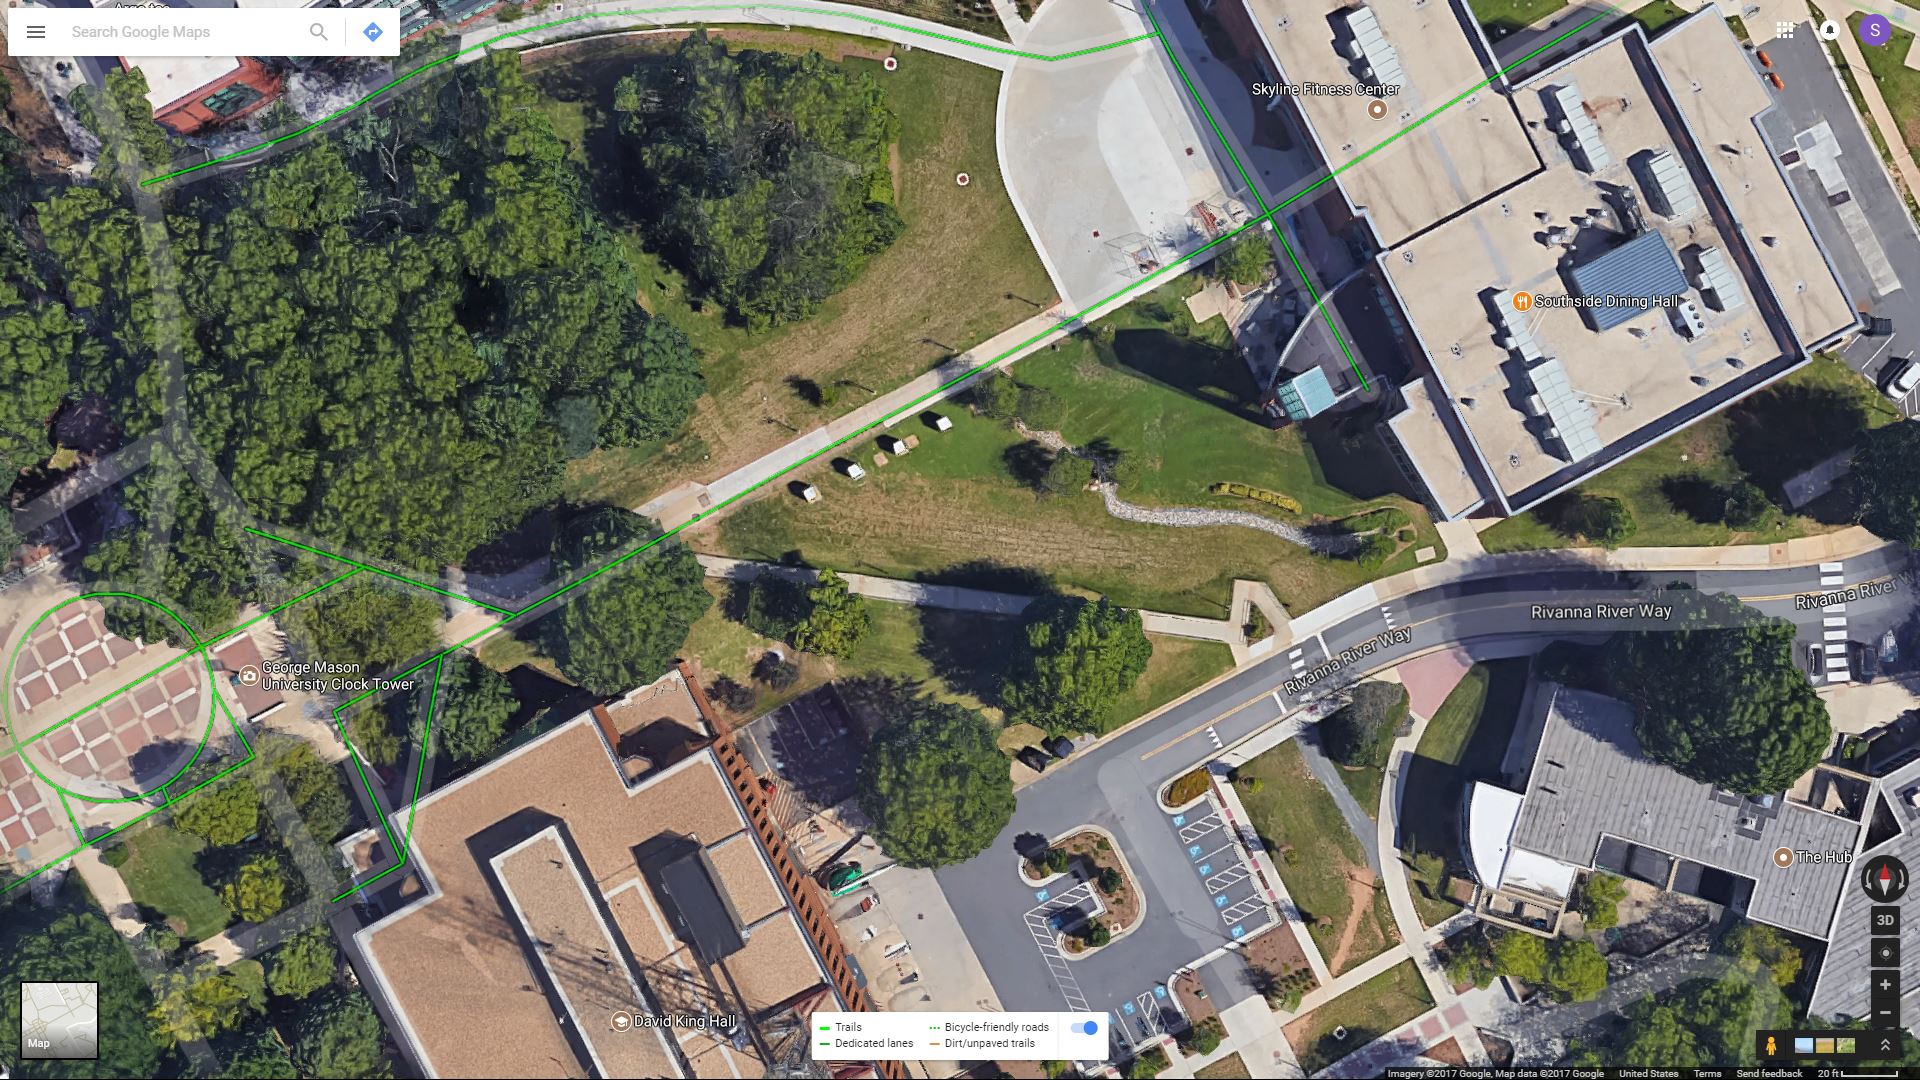 Search Google Maps
S
Skyline Fitness Center
Southside Dining Hall
George Mason
University Clock Tower
Rivanna River Way
Rivanna River Way
Rivanna River W
The Hub
David King Hall
3D
Map
Trails
Bicycle-friendly roads
Dedicated lanes
Dirt/unpaved trails
Imagery ©2017 Google, Map data ©2017 Google United States Terms Send feedback 20 ft